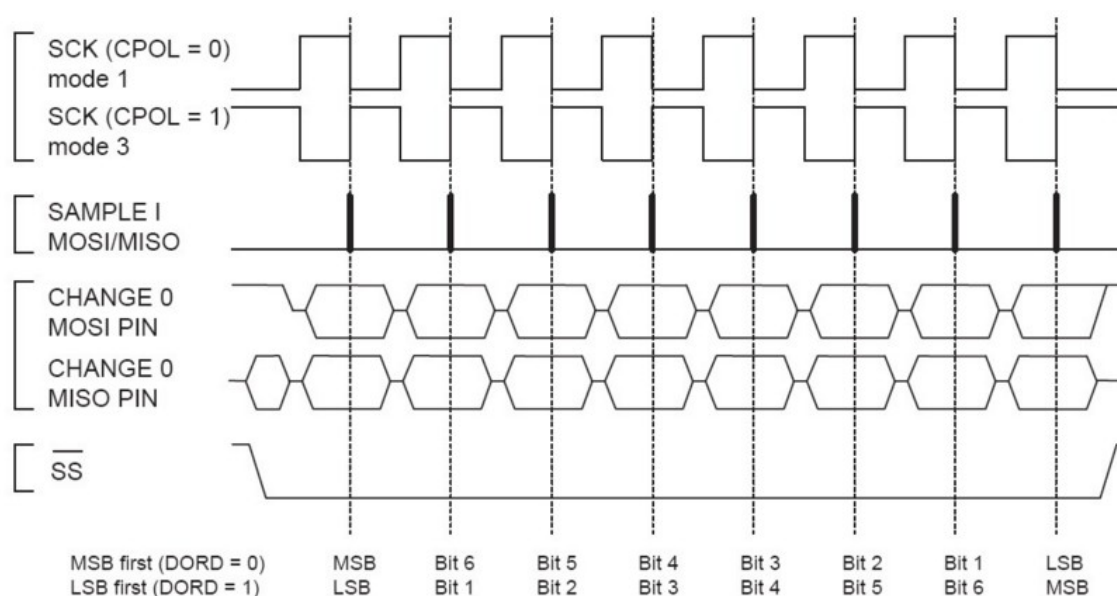 SCK (CPOL = 0)
mode 1
SCK (CPOL = 1)
mode 3
SAMPLE I
MOSI/MISO
CHANGE 0
MOSI PIN
CHANGE 0
MISO PIN
SS
MSB first (DORD = 0) MSB Bit 6 Bit 5 Bit 4 Bit 3 Bit 2 Bit 1 LSB
LSB first (DORD = 1) LSB Bit 1 Bit 2 Bit 3 Bit 4 Bit 5 Bit 6 MSB